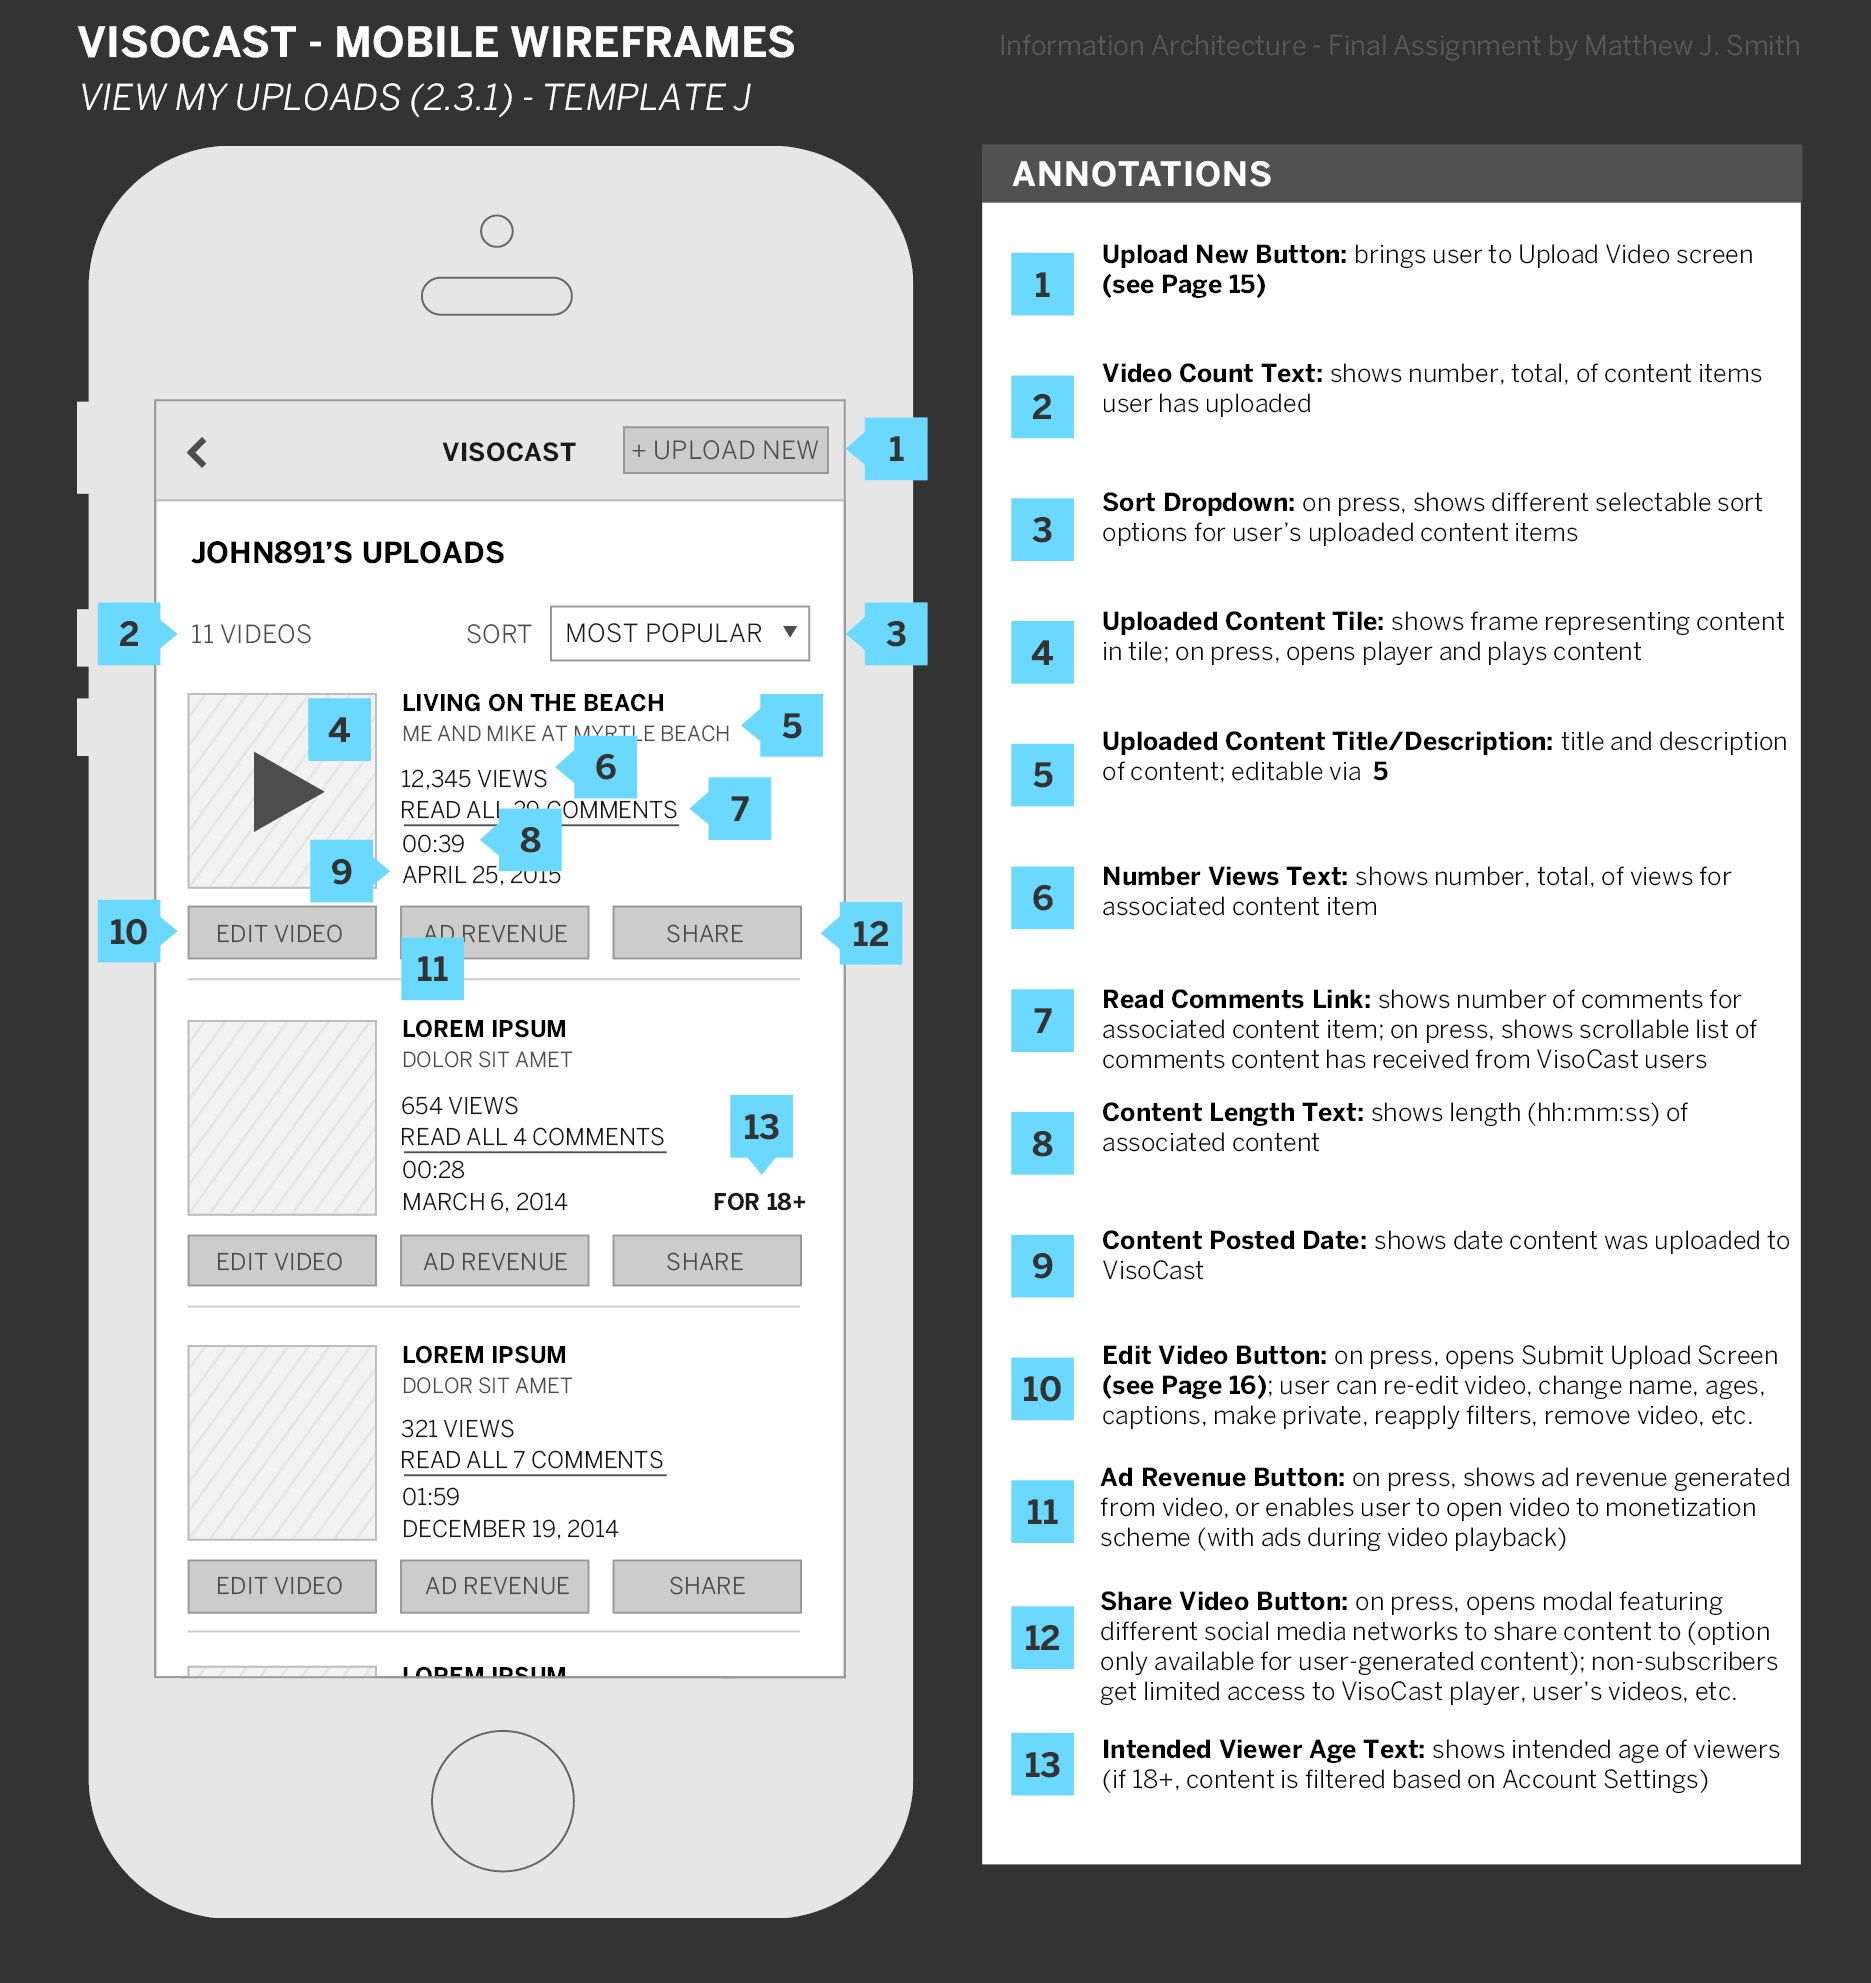 VISOCAST - MOBILE WIREFRAMES
VIEW MY UPLOADS (2.3.1) - TEMPLATE J
Information Architecture - Final Assignment by Matthew J. Smith
VISOCAST
+ UPLOAD NEW
1
JOHN891’S UPLOADS
2
11 VIDEOS
SORT
MOST POPULAR
3
4
LIVING ON THE BEACH
ME AND MIKE AT MYRTLE BEACH
5
12,345 VIEWS
6
READ ALL COMMENTS
7
00:39
8
9
APRIL 25, 2015
10
EDIT VIDEO
AD REVENUE
SHARE
12
11
LOREM IPSUM
DOLOR SIT AMET
654 VIEWS
READ ALL 4 COMMENTS
00:28
MARCH 6, 2014
13
FOR 18+
EDIT VIDEO
AD REVENUE
SHARE
LOREM IPSUM
DOLOR SIT AMET
321 VIEWS
READ ALL 7 COMMENTS
01:59
DECEMBER 19, 2014
EDIT VIDEO
AD REVENUE
SHARE
LOREM IPSUM
ANNOTATIONS
1
Upload New Button: brings user to Upload Video screen
(see Page 15)
2
Video Count Text: shows number, total, of content items
user has uploaded
3
Sort Dropdown: on press, shows different selectable sort
options for user’s uploaded content items
4
Uploaded Content Tile: shows frame representing content
in tile; on press, opens player and plays content
5
Uploaded Content Title/Description: title and description
of content; editable via 5
6
Number Views Text: shows number, total, of views for
associated content item
7
Read Comments Link: shows number of comments for
associated content item; on press, shows scrollable list of
comments content has received from VisoCast users
8
Content Length Text: shows length (hh:mm:ss) of
associated content
9
Content Posted Date: shows date content was uploaded to
VisoCast
10
Edit Video Button: on press, opens Submit Upload Screen
(see Page 16); user can re-edit video, change name, ages,
captions, make private, reapply filters, remove video, etc.
11
Ad Revenue Button: on press, shows ad revenue generated
from video, or enables user to open video to monetization
scheme (with ads during video playback)
12
Share Video Button: on press, opens modal featuring
different social media networks to share content to (option
only available for user-generated content); non-subscribers
get limited access to VisoCast player, user’s videos, etc.
13
Intended Viewer Age Text: shows intended age of viewers
(if 18+, content is filtered based on Account Settings)